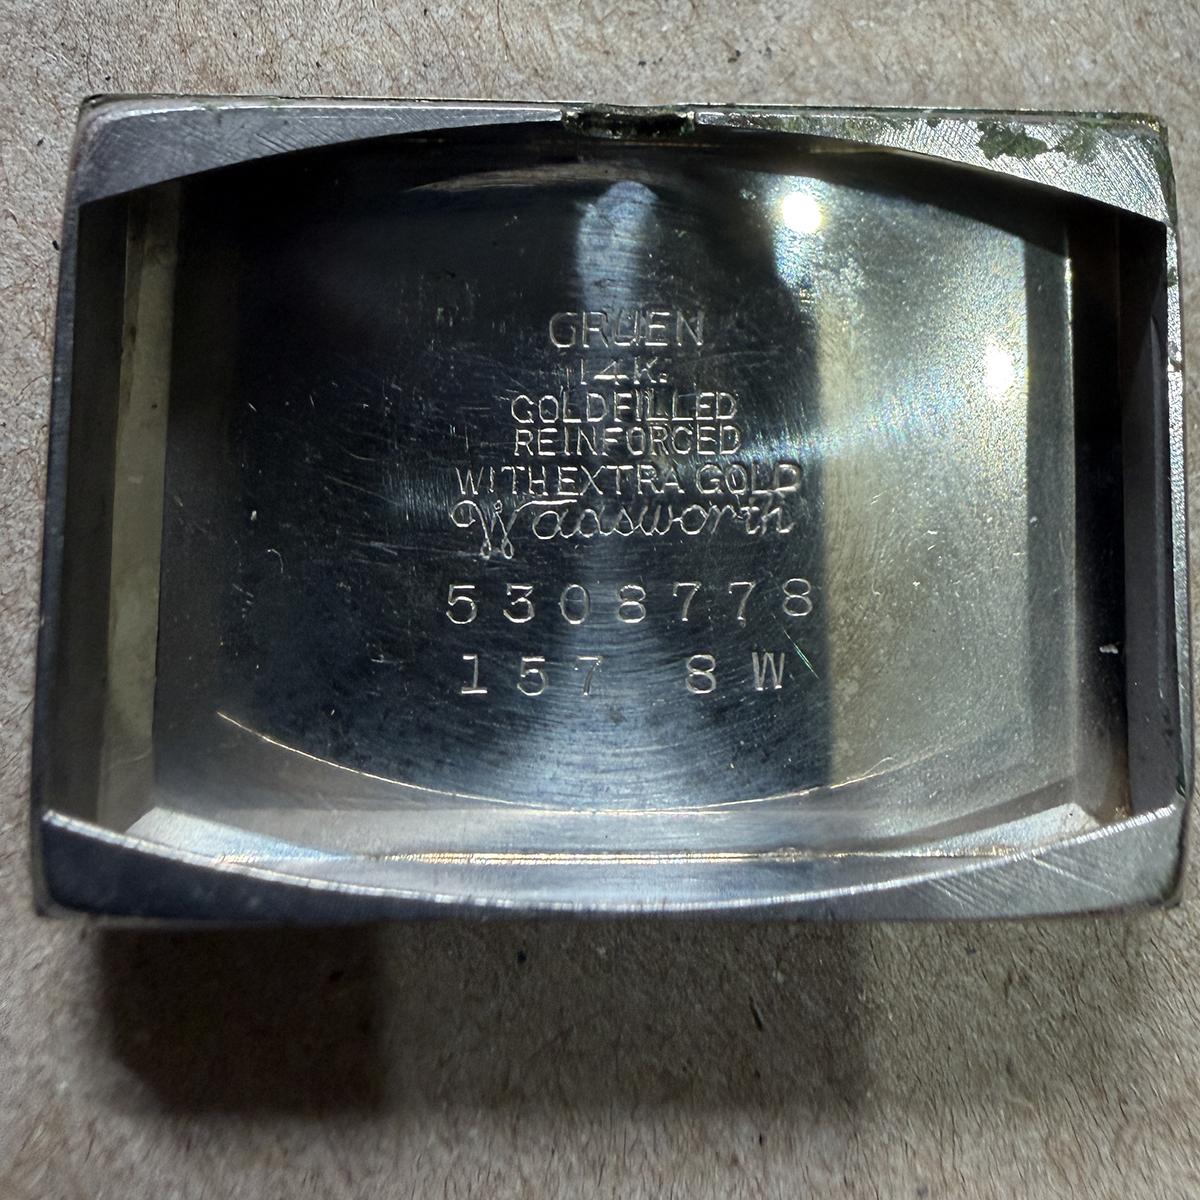 GRUEN
14K.
GOLD FILLED
REINFORCED
WITH EXTRA GOLD
Wadsworth
5308778
157 8W